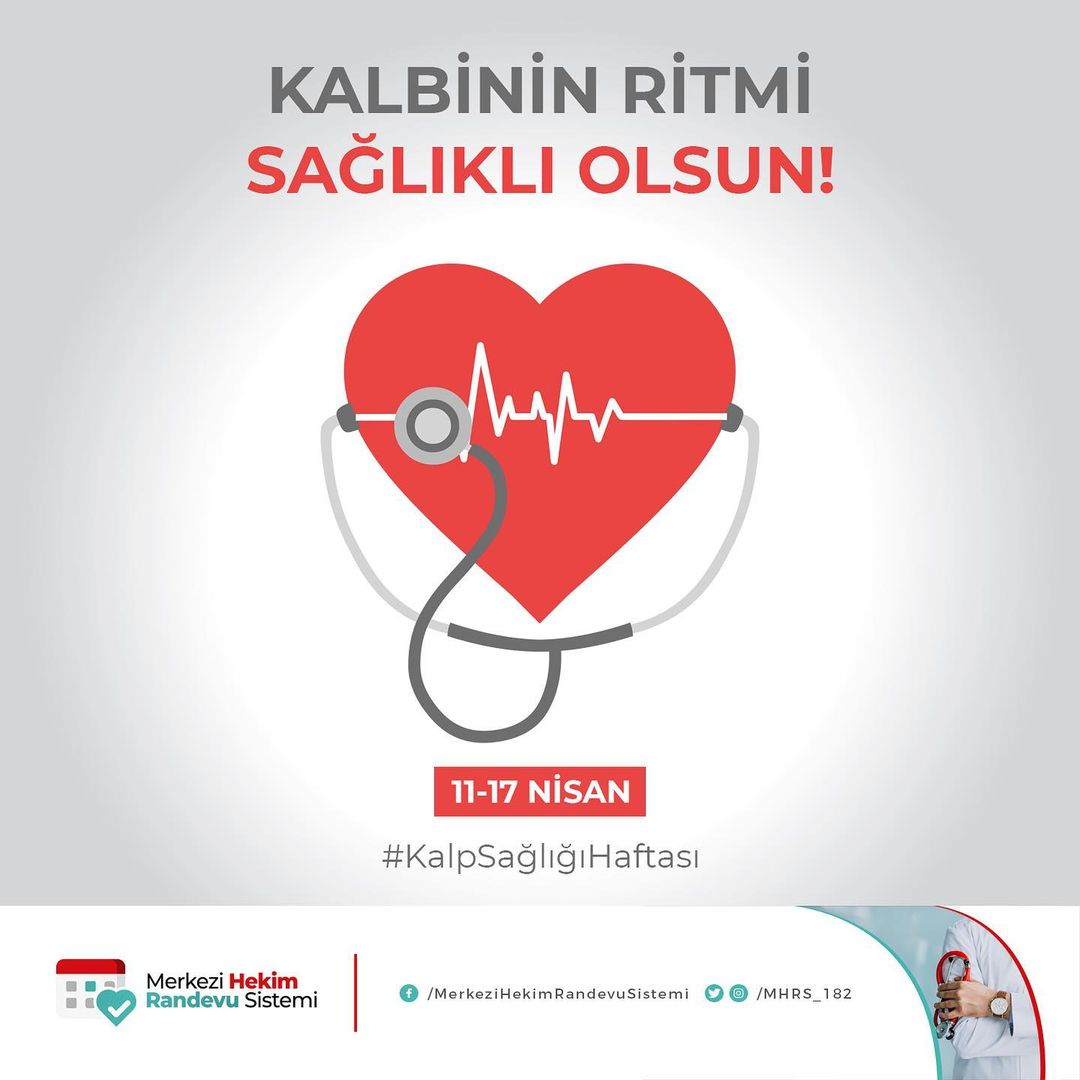 KALBİNİN RİTMİ
SAĞLIKLI OLSUN!
11-17 NİSAN
#KalpSağlığıHaftası
Merkezi Hekim
Randevu Sistemi
/MerkeziHekimRandevuSistemi /MHRS_182